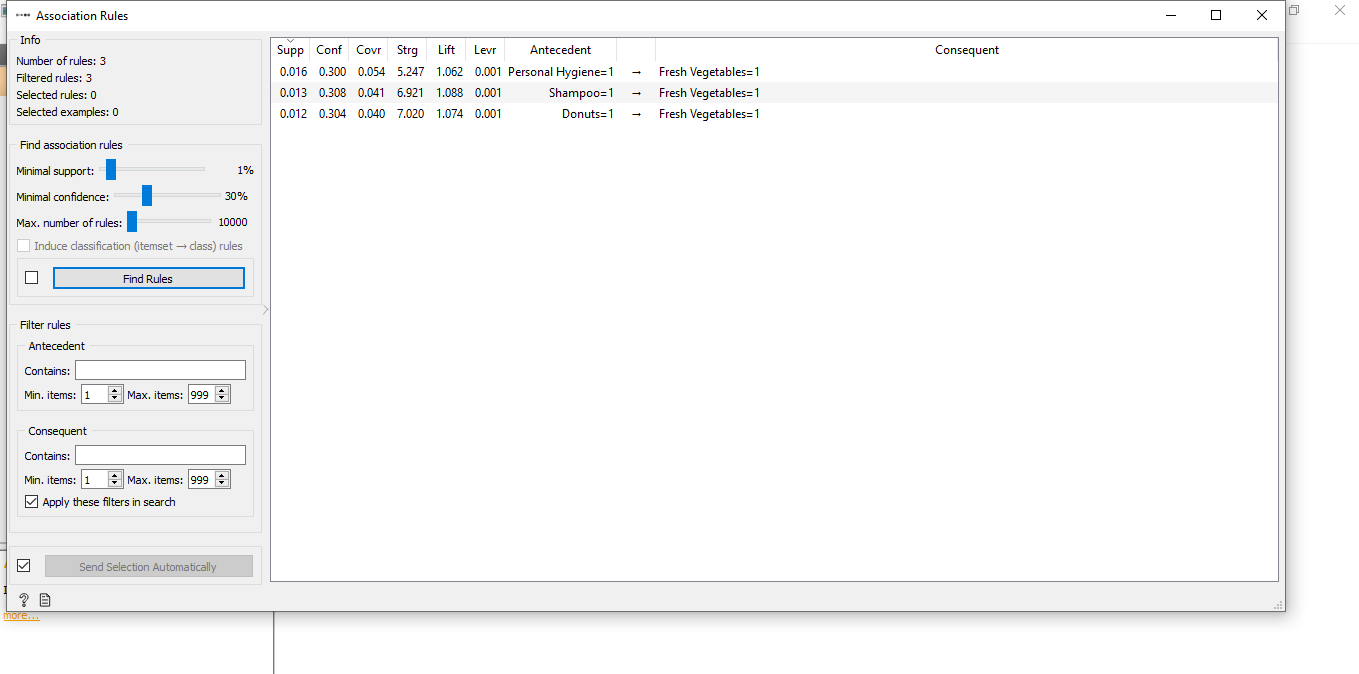 Association Rules
Info
Number of rules: 3
Filtered rules: 3
Selected rules: 0
Selected examples: 0
Find association rules
Minimal support: 1%
Minimal confidence: 30%
Max. number of rules: 10000
Induce classification (itemset → class) rules
Find Rules
Filter rules
Antecedent
Contains:
Min. items: 1 Max. items: 999
Consequent
Contains:
Min. items: 1 Max. items: 999
Apply these filters in search
Send Selection Automatically
Supp Conf Covr Strg Lift Levr Antecedent Consequent
0.016 0.300 0.054 5.247 1.062 0.001 Personal Hygiene=1 → Fresh Vegetables=1
0.013 0.308 0.041 6.921 1.088 0.001 Shampoo=1 → Fresh Vegetables=1
0.012 0.304 0.040 7.020 1.074 0.001 Donuts=1 → Fresh Vegetables=1
more...